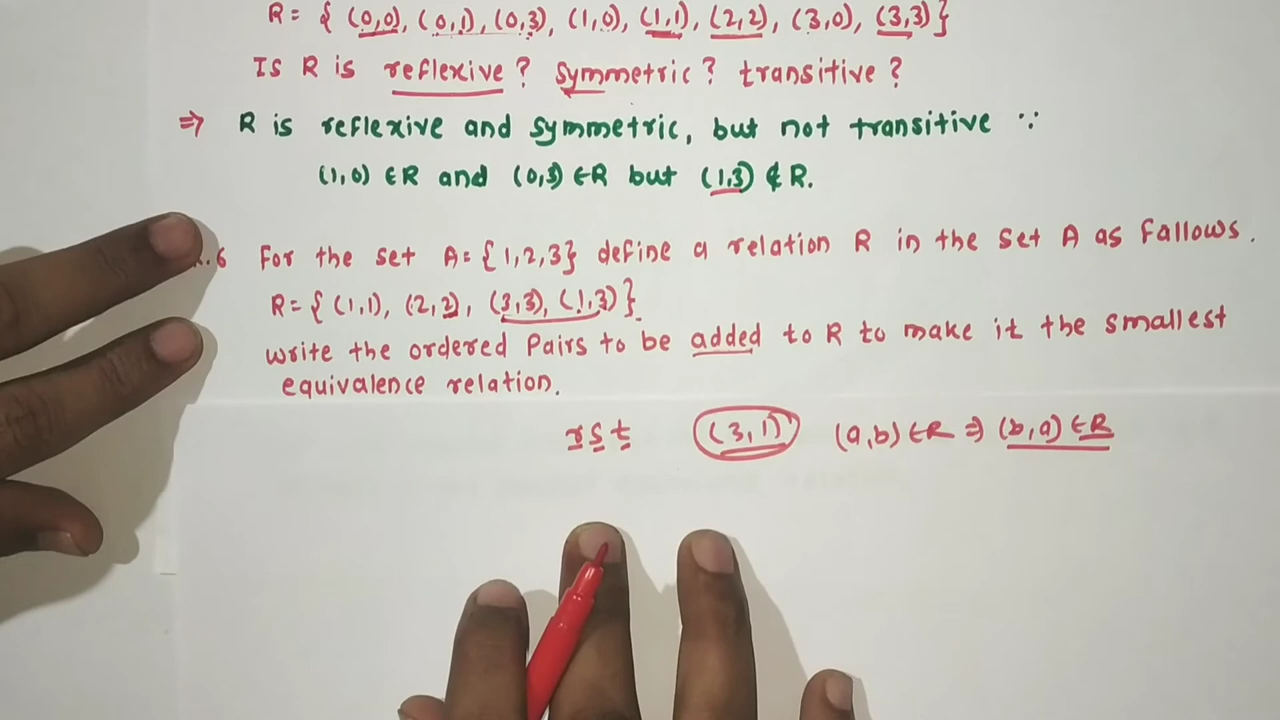 R = { (0,0), (0,1), (0,3), (1,0), (1,1), (2,2), (3,0), (3,3) }
Is R is reflexive ? symmetric ? transitive ?
⇒ R is reflexive and symmetric, but not transitive ∵
(1,0) ∈ R and (0,3) ∈ R but (1,3) ∉ R.
.6 For the set A = {1,2,3} define a relation R in the set A as follows.
R = { (1,1), (2,2), (3,3), (1,3) }.
Write the ordered Pairs to be added to R to make it the smallest
equivalence relation.
r s t (3,1) (a,b) ∈ R ⇒ (b,a) ∈ R